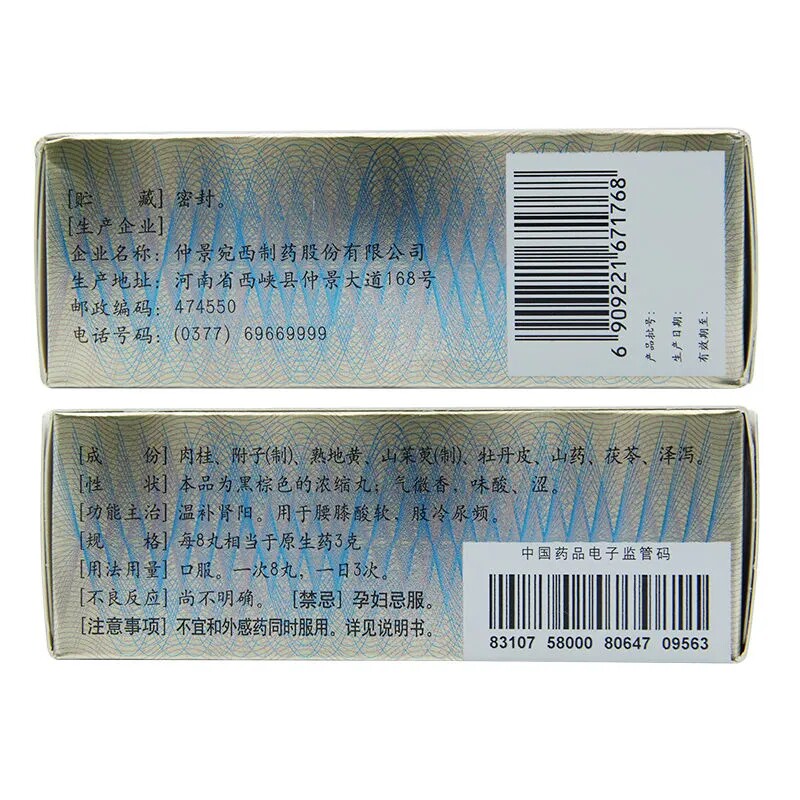 [贮 藏] 密封。
[生产企业]
企业名称: 仲景宛西制药股份有限公司
生产地址: 河南省西峡县仲景大道168号
邮政编码: 474550
电话号码: (0377) 69669999
6 909221 671768
产品批号:
生产日期:
有效期至:
[成 份] 肉桂、附子(制)、熟地黄、山茱萸(制)、牡丹皮、山药、茯苓、泽泻。
[性 状] 本品为黑棕色的浓缩丸;气微香,味酸、涩。
[功能主治] 温补肾阳。用于腰膝酸软,肢冷尿频。
[规 格] 每8丸相当于原生药3克
[用法用量] 口服。一次8丸,一日3次。
[不良反应] 尚不明确。 [禁忌] 孕妇忌服。
[注意事项] 不宜和外感药同时服用。详见说明书。
中国药品电子监管码
83107 58000 80647 09563